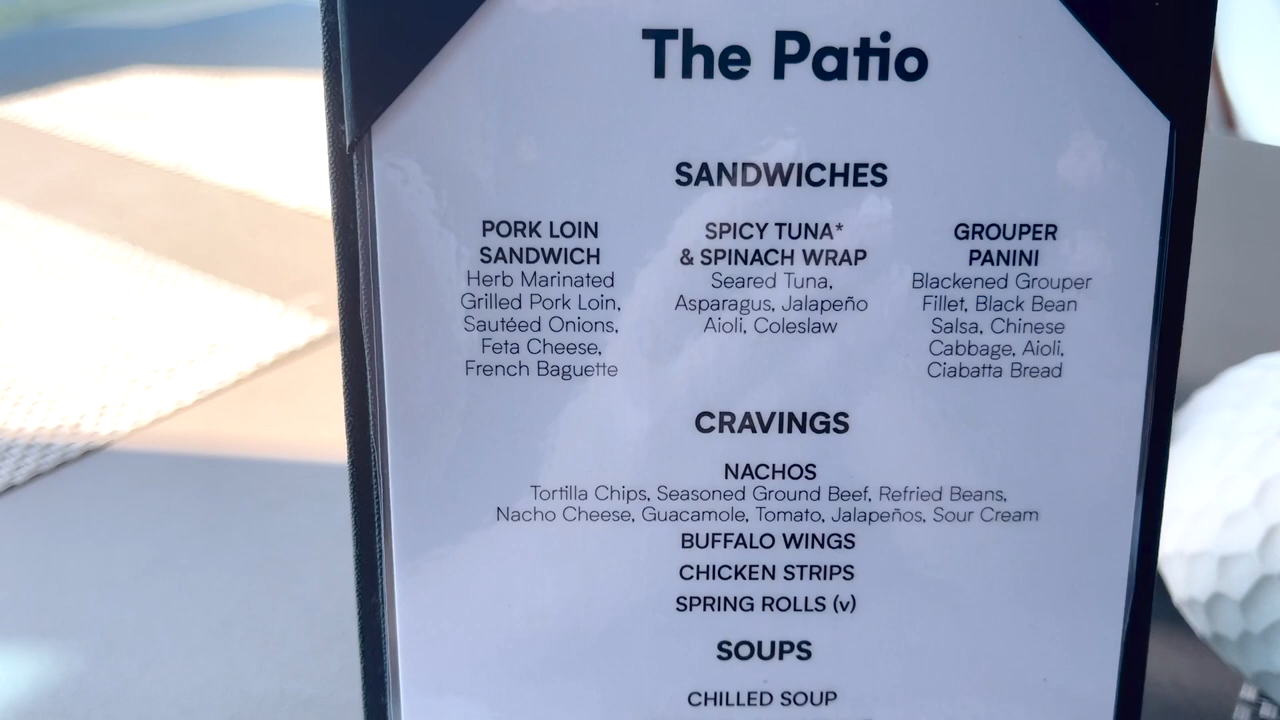 The Patio
SANDWICHES
PORK LOIN
SANDWICH
Herb Marinated
Grilled Pork Loin,
Sautéed Onions,
Feta Cheese,
French Baguette
SPICY TUNA*
& SPINACH WRAP
Seared Tuna,
Asparagus, Jalapeño
Aioli, Coleslaw
GROUPER
PANINI
Blackened Grouper
Fillet, Black Bean
Salsa, Chinese
Cabbage, Aioli,
Ciabatta Bread
CRAVINGS
NACHOS
Tortilla Chips, Seasoned Ground Beef, Refried Beans,
Nacho Cheese, Guacamole, Tomato, Jalapeños, Sour Cream
BUFFALO WINGS
CHICKEN STRIPS
SPRING ROLLS (v)
SOUPS
CHILLED SOUP